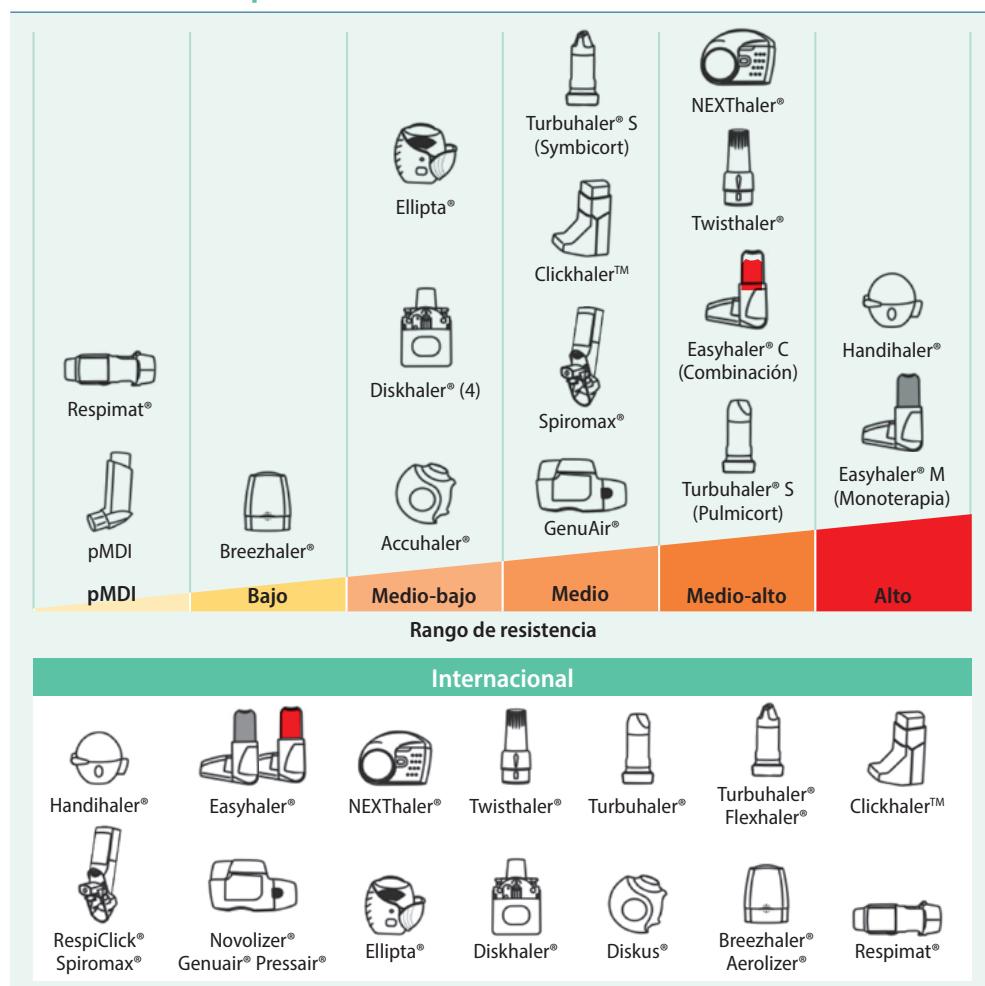 Turbuhaler® S
(Symbicort)
NEXThaler®
Ellipta®
Twisthaler®
Clickhaler™
Diskhaler® (4)
Easyhaler® C
(Combinación)
Handihaler®
Respimat®
Spiromax®
pMDI
Breezhaler®
Accuhaler®
GenuAir®
Turbuhaler® S
(Pulmicort)
Easyhaler® M
(Monoterapia)
pMDI
Bajo
Medio-bajo
Medio
Medio-alto
Alto
Rango de resistencia
Internacional
Handihaler®
Easyhaler®
NEXThaler®
Twisthaler®
Turbuhaler®
Turbuhaler®
Flexhaler®
Clickhaler™
RespiClick®
Spiromax®
Novolizer®
Genuair® Pressair®
Ellipta®
Diskhaler®
Diskus®
Breezhaler®
Aerolizer®
Respimat®